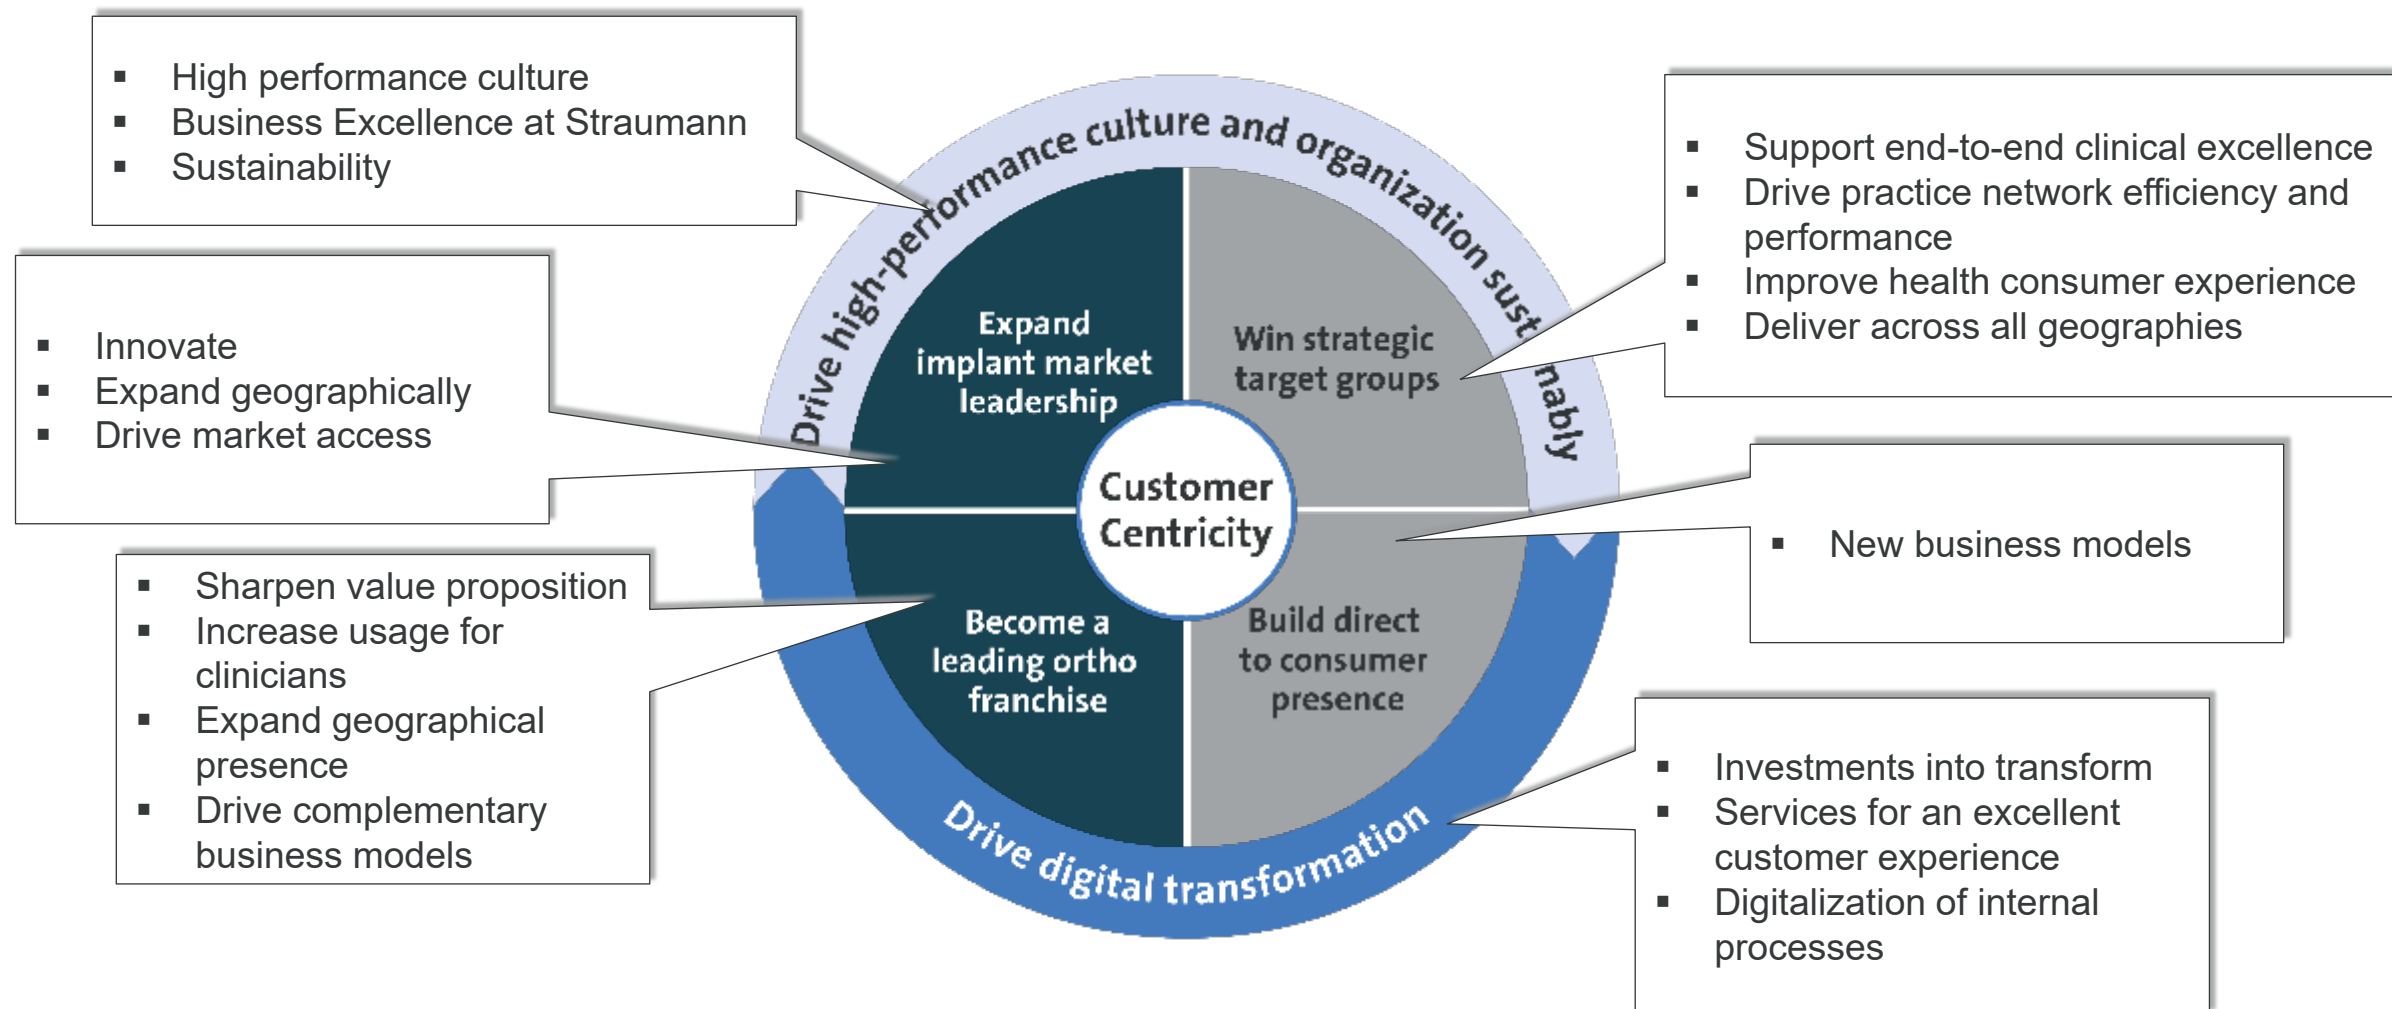 ▪ High performance culture
▪ Business Excellence at Straumann
▪ Sustainability
▪ Innovate
▪ Expand geographically
▪ Drive market access
▪ Sharpen value proposition
▪ Increase usage for
clinicians
▪ Expand geographical
presence
▪ Drive complementary
business models
Drive high-performance culture and organization sust nably
Expand
implant market
leadership
Win strategic
target groups
Customer
Centricity
Become a
leading ortho
franchise
Build direct
to consumer
presence
Drive digital transformation
▪ Support end-to-end clinical excellence
▪ Drive practice network efficiency and
performance
▪ Improve health consumer experience
▪ Deliver across all geographies
▪ New business models
▪ Investments into transform
▪ Services for an excellent
customer experience
▪ Digitalization of internal
processes